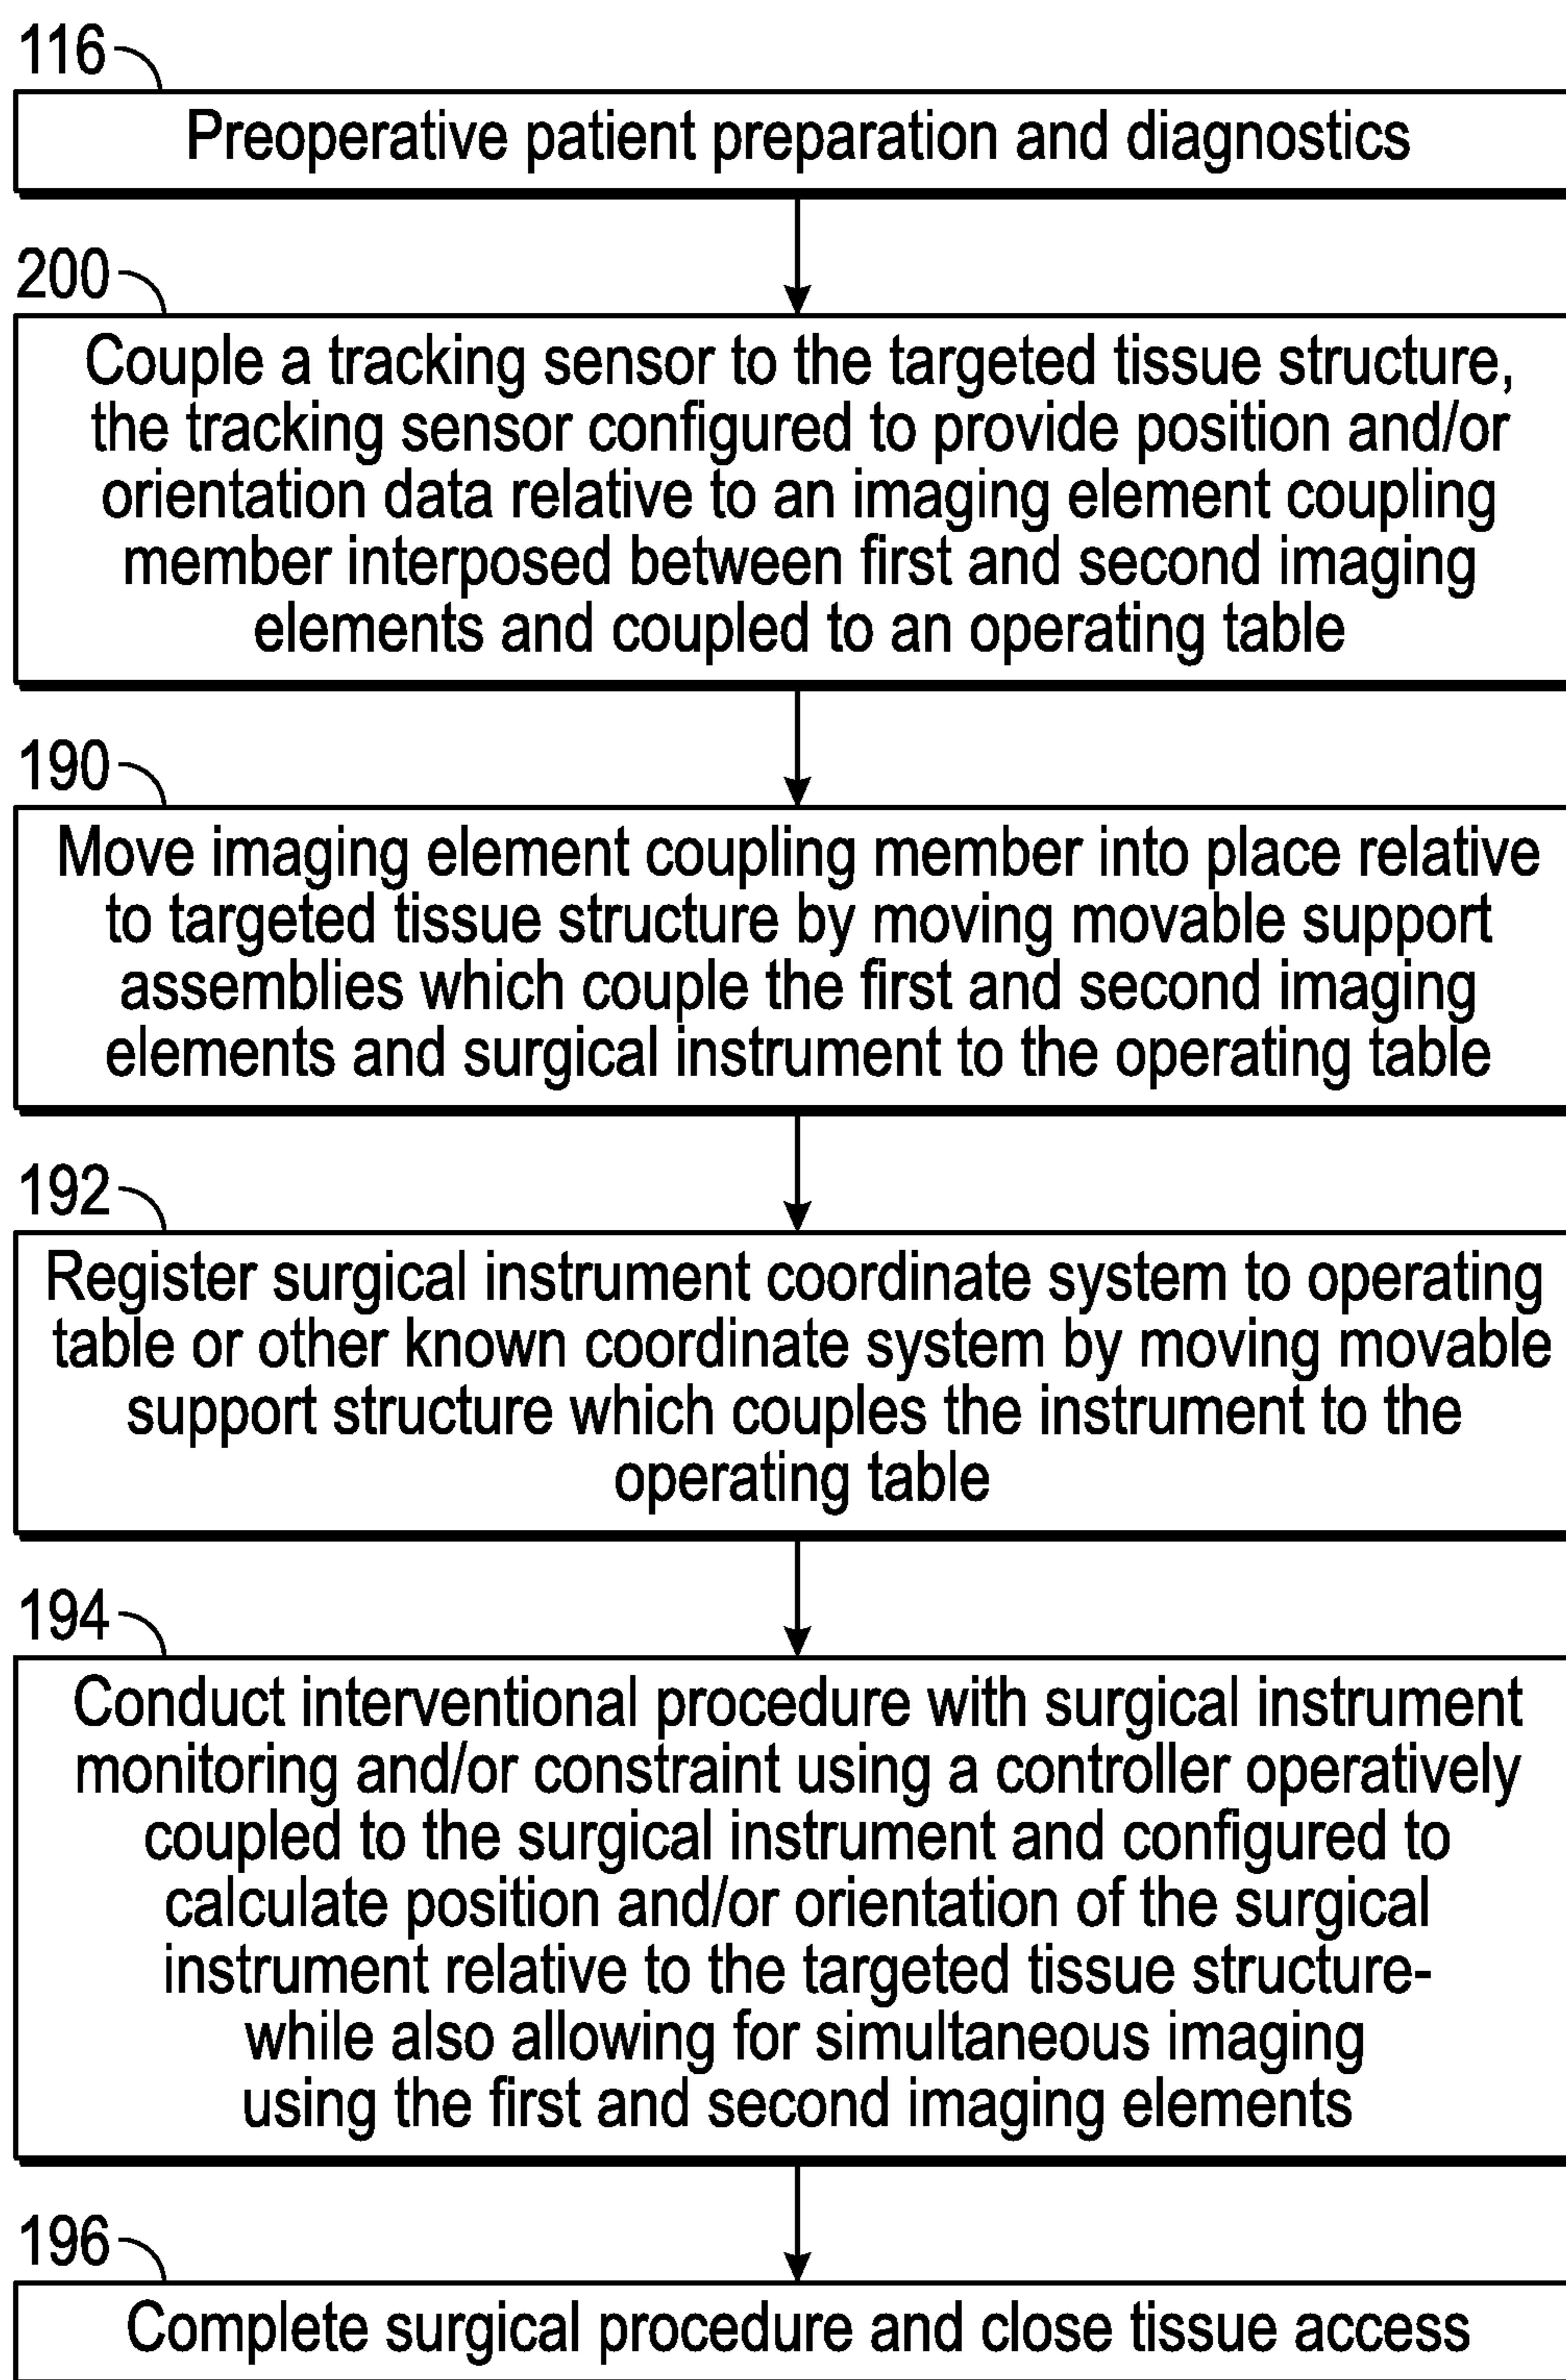 116
Preoperative patient preparation and diagnostics
200
Couple a tracking sensor to the targeted tissue structure,
the tracking sensor configured to provide position and/or
orientation data relative to an imaging element coupling
member interposed between first and second imaging
elements and coupled to an operating table
190
Move imaging element coupling member into place relative
to targeted tissue structure by moving movable support
assemblies which couple the first and second imaging
elements and surgical instrument to the operating table
192
Register surgical instrument coordinate system to operating
table or other known coordinate system by moving movable
support structure which couples the instrument to the
operating table
194
Conduct interventional procedure with surgical instrument
monitoring and/or constraint using a controller operatively
coupled to the surgical instrument and configured to
calculate position and/or orientation of the surgical
instrument relative to the targeted tissue structure-
while also allowing for simultaneous imaging
using the first and second imaging elements
196
Complete surgical procedure and close tissue access